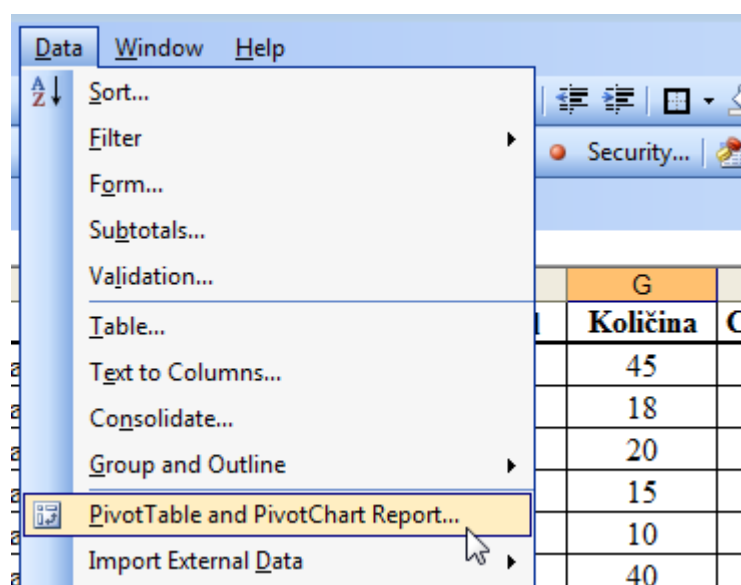 Data Window Help
Sort...
Filter
Security...
Form...
Subtotals...
Validation...
G
Table...
Količina
Text to Columns...
45
Consolidate...
18
Group and Outline
20
PivotTable and PivotChart Report...
15
10
Import External Data
40